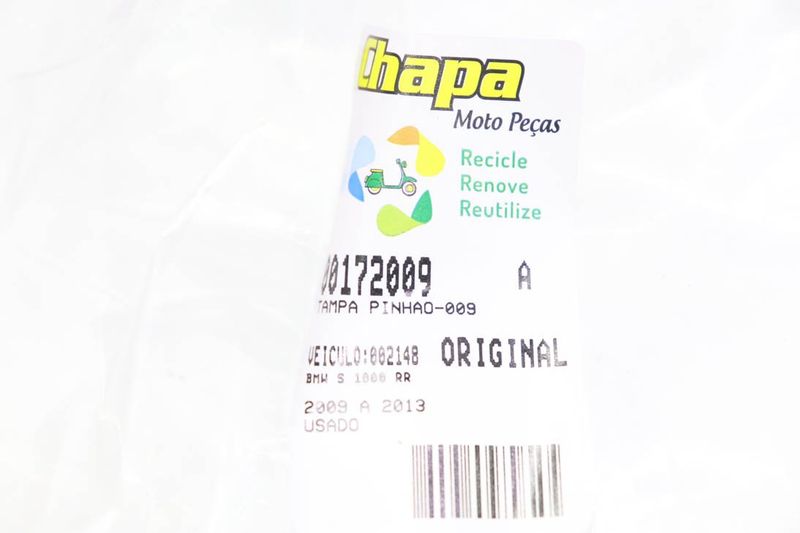 Chapa
Moto Peças
Recicle
Renove
Reutilize
00172009 A
TAMPA PINHAO-009
VEICULO:002148 ORIGINAL
BMW S 1000 RR
2009 A 2013
USADO